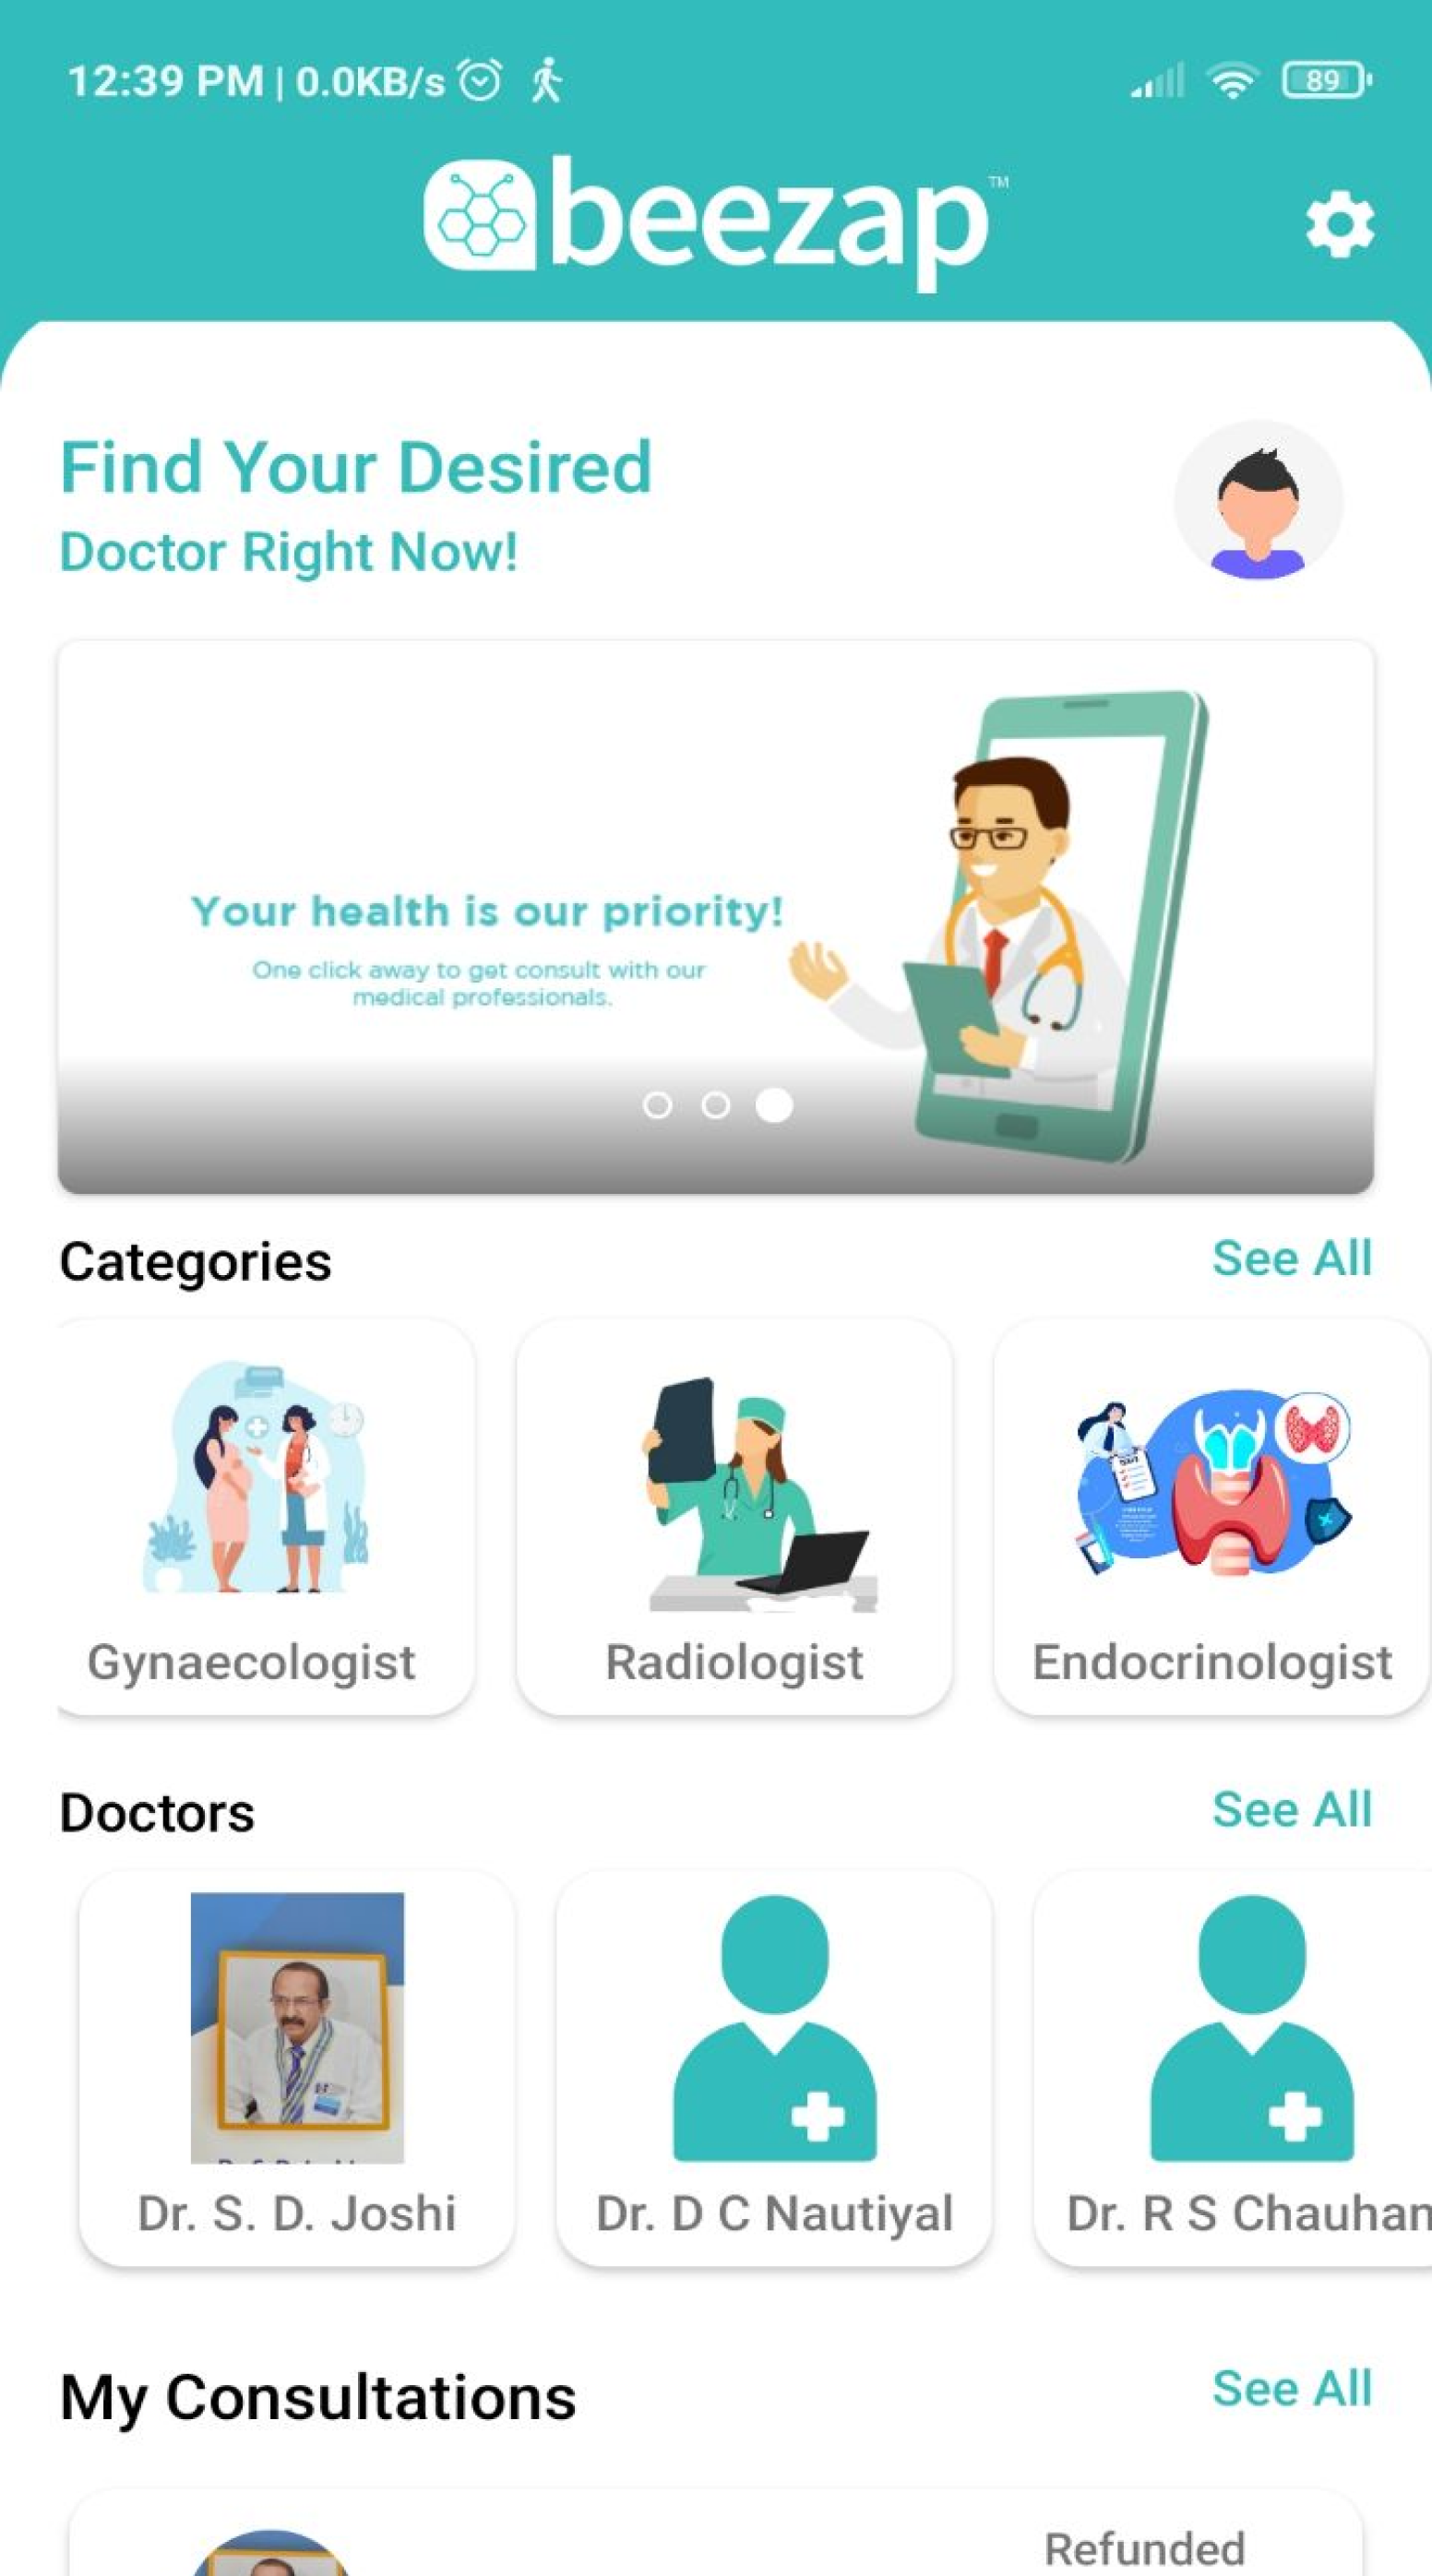 12:39 PM | 0.0KB/s
89
beezap™
Find Your Desired
Doctor Right Now!
Your health is our priority!
One click away to get consult with our
medical professionals.
Categories
See All
Gynaecologist
Radiologist
Endocrinologist
Doctors
See All
Dr. S. D. Joshi
Dr. D C Nautiyal
Dr. R S Chauhan
My Consultations
See All
Refunded